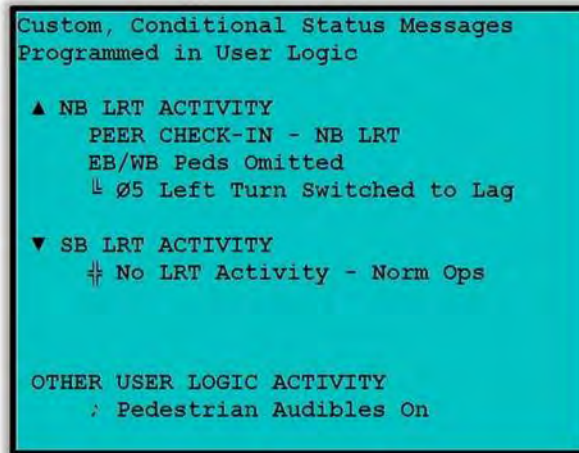 Custom, Conditional Status Messages
Programmed in User Logic
▲ NB LRT ACTIVITY
PEER CHECK-IN - NB LRT
EB/WB Peds Omitted
╚ Ø5 Left Turn Switched to Lag
▼ SB LRT ACTIVITY
╬ No LRT Activity - Norm Ops
OTHER USER LOGIC ACTIVITY
; Pedestrian Audibles On